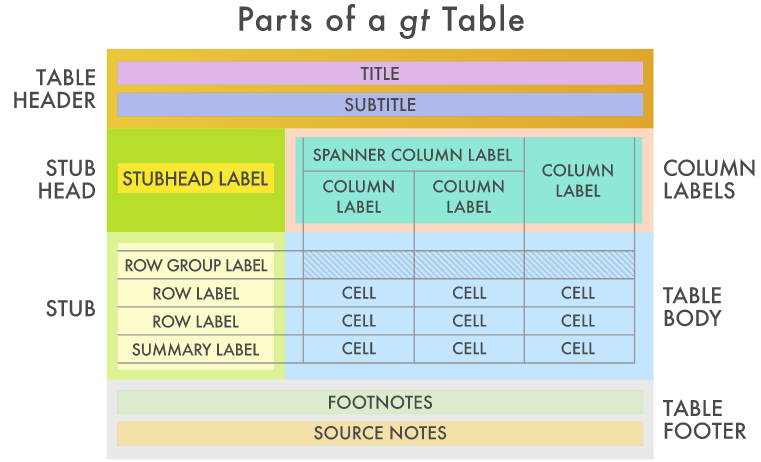 Parts of a gt Table
TABLE
HEADER
TITLE
SUBTITLE
STUB
HEAD
STUBHEAD LABEL
SPANNER COLUMN LABEL
COLUMN
LABEL
COLUMN
LABEL
COLUMN
LABEL
COLUMN
LABELS
STUB
ROW GROUP LABEL
ROW LABEL CELL CELL CELL
ROW LABEL CELL CELL CELL
SUMMARY LABEL CELL CELL CELL
TABLE
BODY
FOOTNOTES
SOURCE NOTES
TABLE
FOOTER